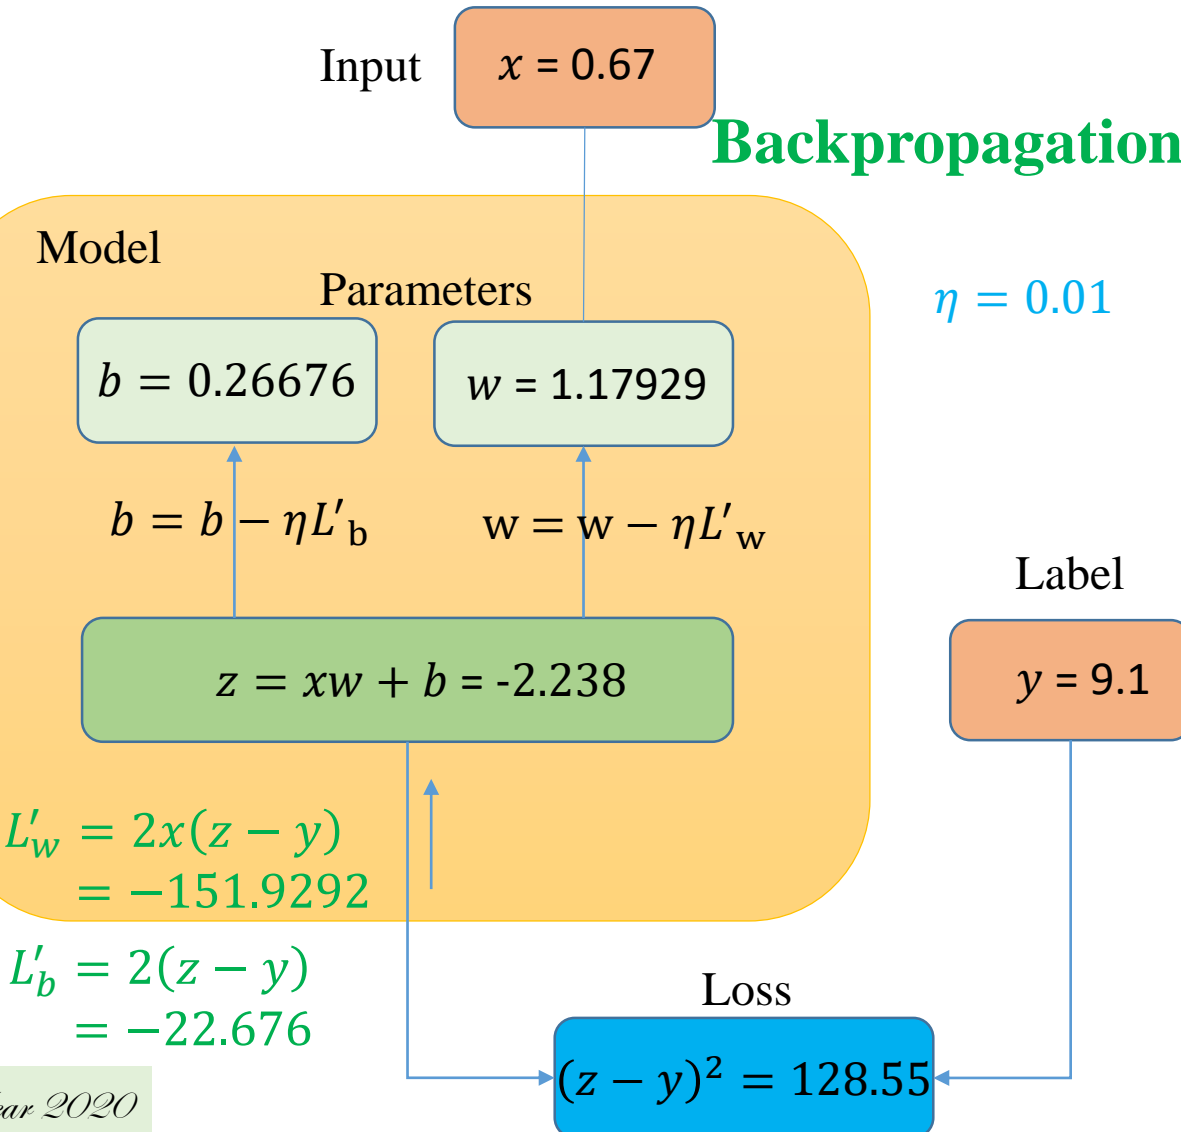 Input
x = 0.67
Backpropagation
Model
Parameters
η = 0.01
b = 0.26676
w = 1.17929
b = b − ηL′b
w = w − ηL′w
Label
z = xw + b = -2.238
y = 9.1
L′w = 2x(z − y)
= −151.9292
L′b = 2(z − y)
= −22.676
Loss
(z − y)² = 128.55
2020